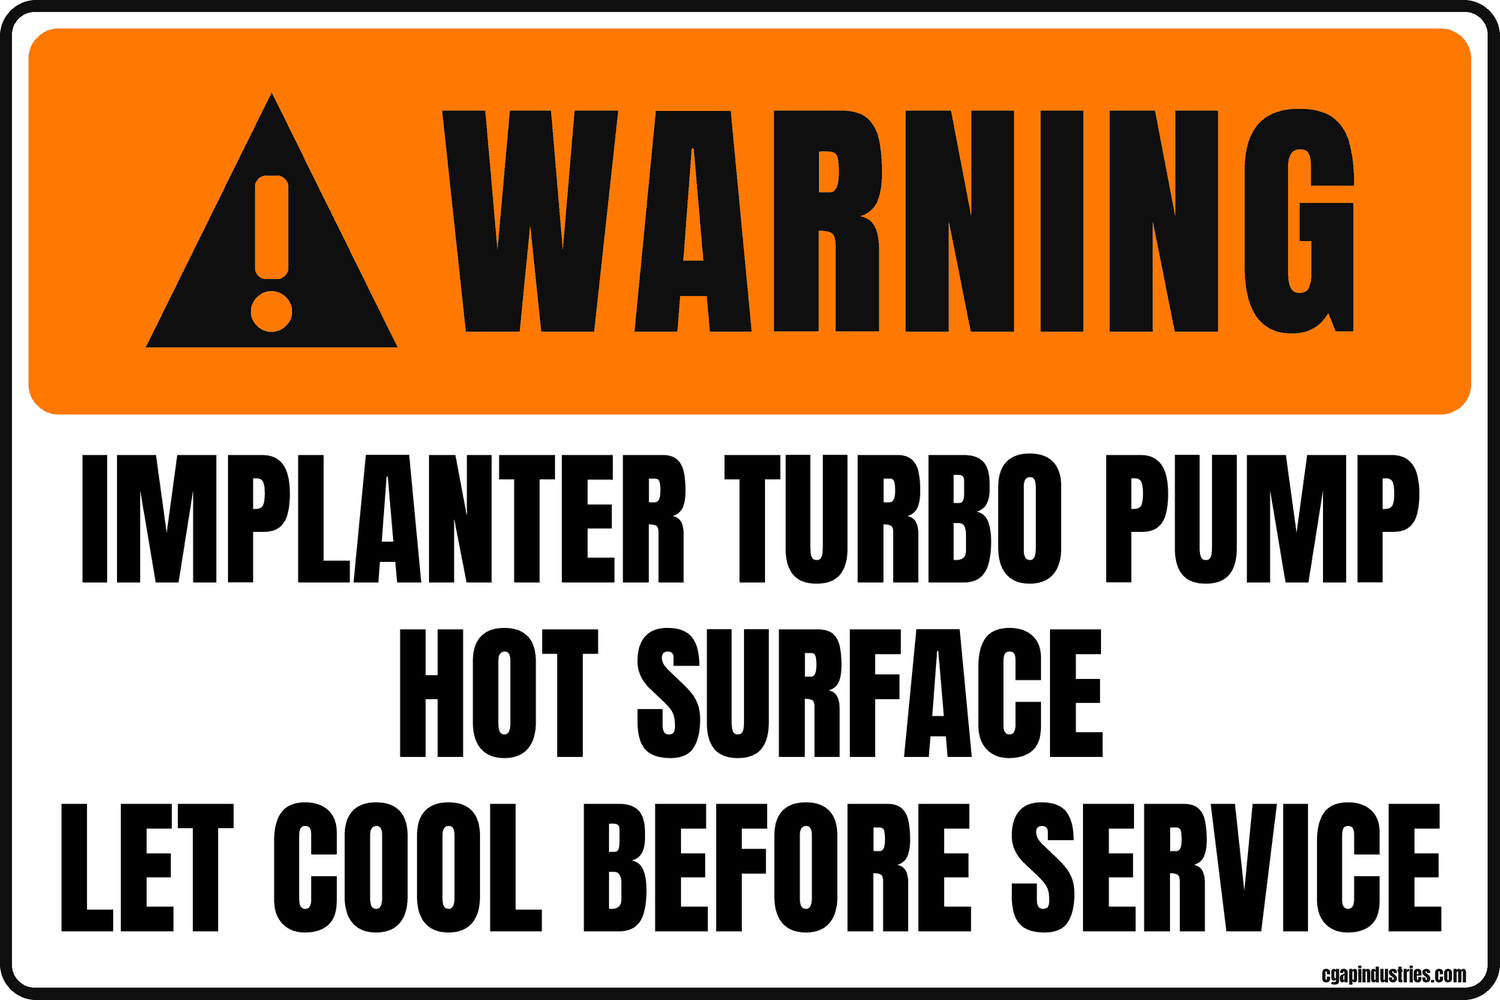 WARNING
IMPLANTER TURBO PUMP
HOT SURFACE
LET COOL BEFORE SERVICE
cgapindustries.com